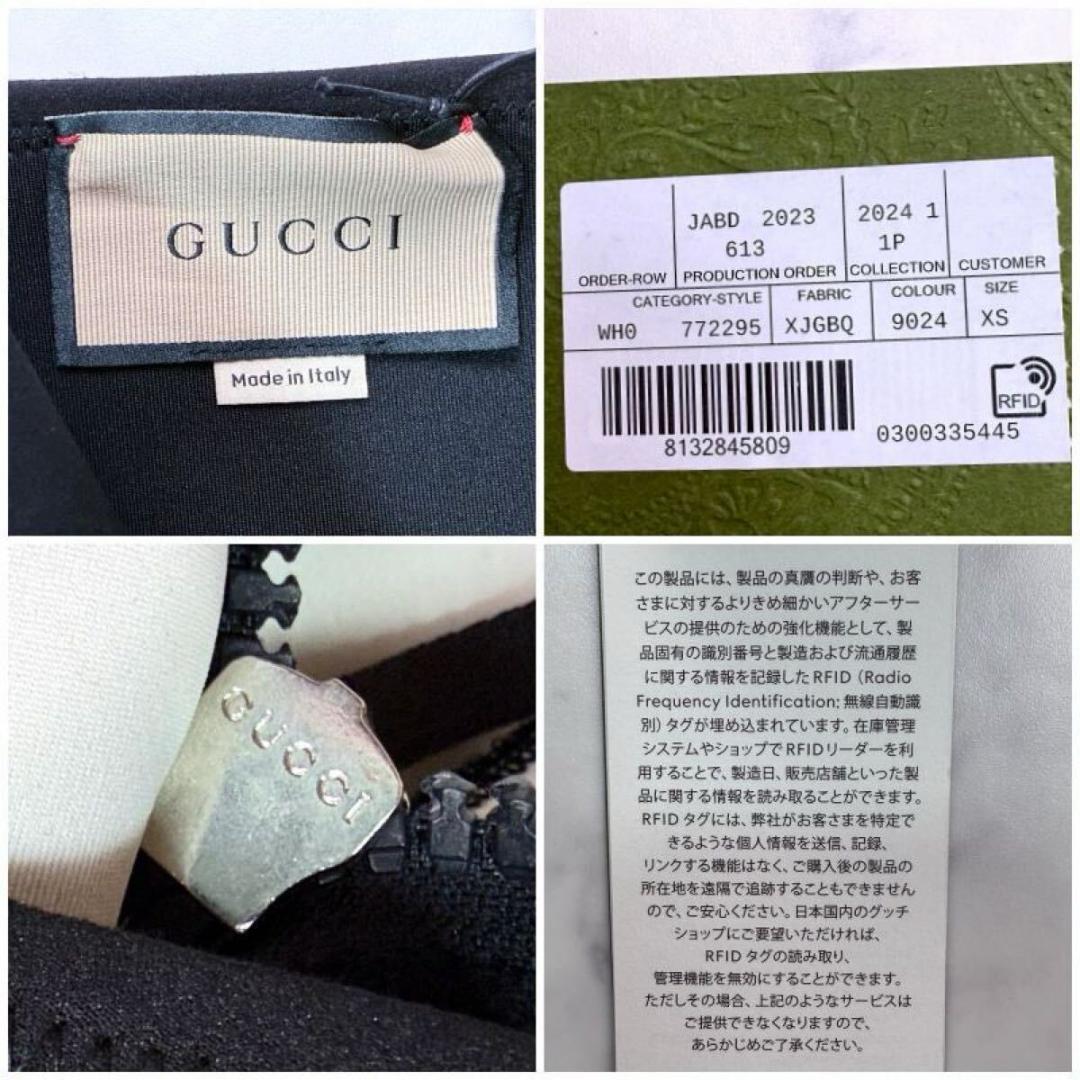 GUCCI
Made in Italy
JABD 2023
613
2024 1
1P
ORDER-ROW PRODUCTION ORDER COLLECTION CUSTOMER
CATEGORY-STYLE FABRIC COLOUR SIZE
WH0 772295 XJGBQ 9024 XS
RFID
8132845809
0300335445
GUCCI
この製品には、製品の真贋の判断や、お客
さまに対するよりきめ細かいアフターサー
ビスの提供のための強化機能として、製
品固有の識別番号と製造および流通履歴
に関する情報を記録したRFID（Radio
Frequency Identification: 無線自動識
別）タグが埋め込まれています。在庫管理
システムやショップでRFIDリーダーを利
用することで、製造日、販売店舗といった製
品に関する情報を読み取ることができます。
RFIDタグには、弊社がお客さまを特定で
きるような個人情報を送信、記録、
リンクする機能はなく、ご購入後の製品の
所在地を遠隔で追跡することもできません
ので、ご安心ください。日本国内のグッチ
ショップにご要望いただければ、
RFIDタグの読み取り、
管理機能を無効にすることができます。
ただしその場合、上記のようなサービスは
ご提供できなくなりますので、
あらかじめご了承ください。